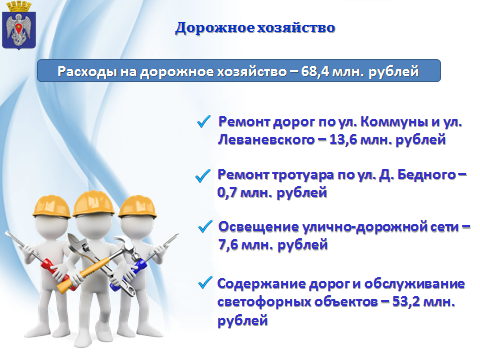 Дорожное хозяйство
Расходы на дорожное хозяйство – 68,4 млн. рублей
Ремонт дорог по ул. Коммуны и ул.
Леваневского – 13,6 млн. рублей
Ремонт тротуара по ул. Д. Бедного –
0,7 млн. рублей
Освещение улично-дорожной сети –
7,6 млн. рублей
Содержание дорог и обслуживание
светофорных объектов – 53,2 млн.
рублей